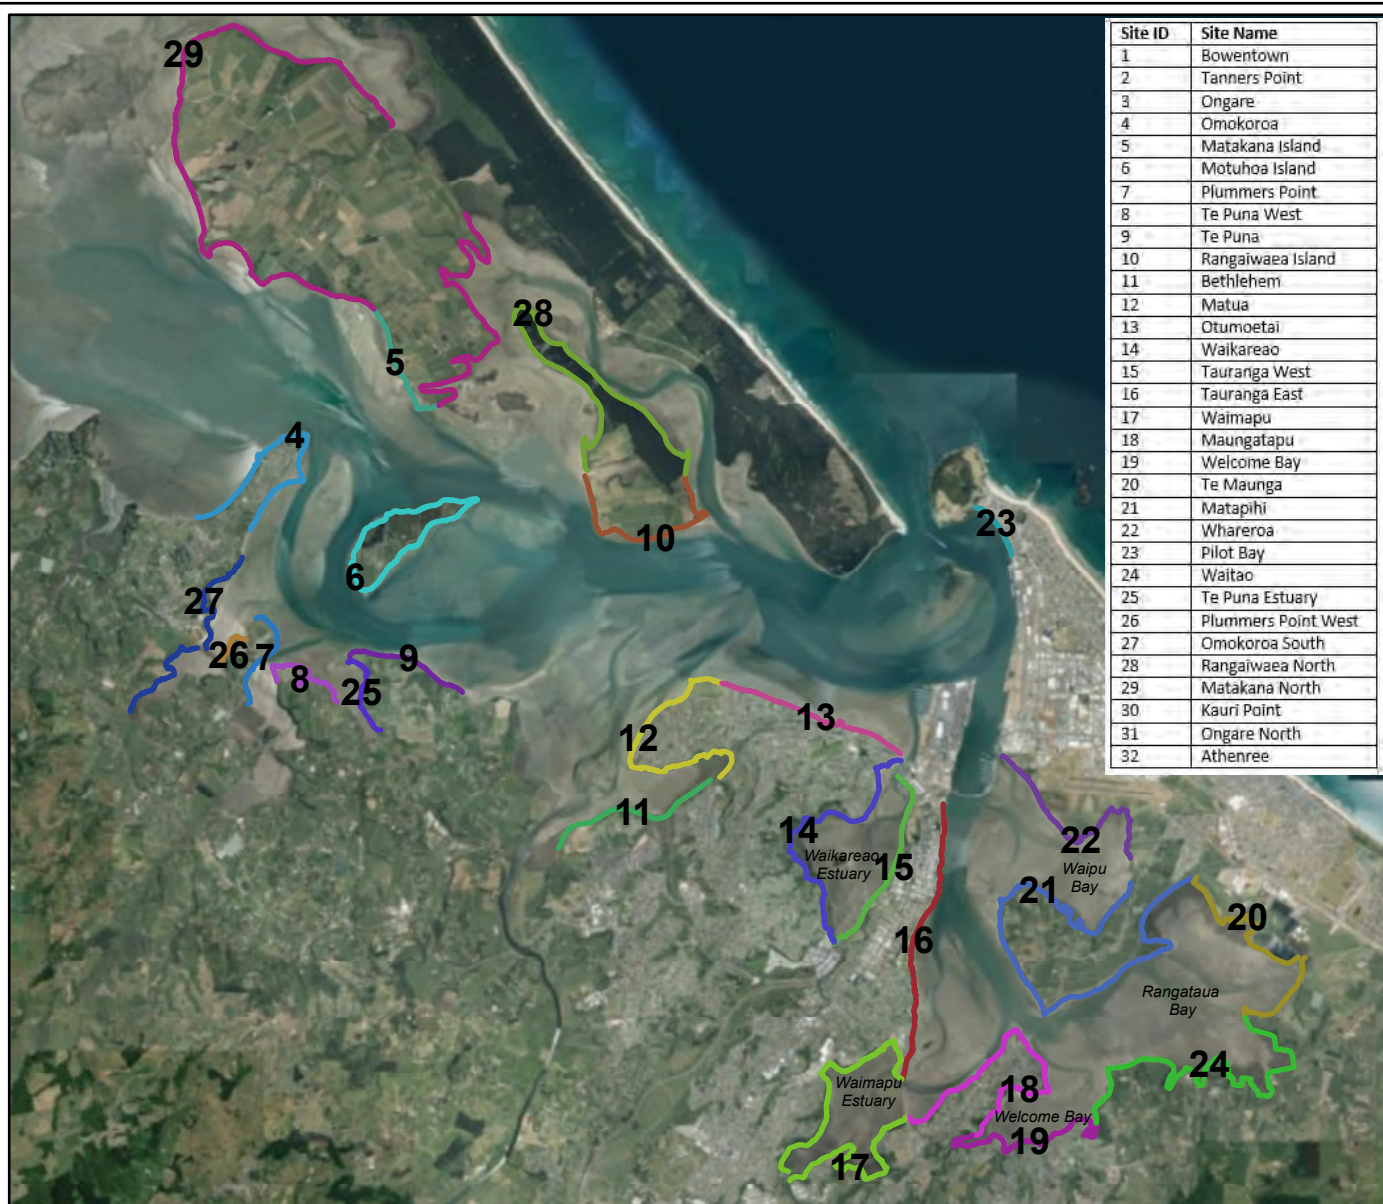 Site ID Site Name
1 Bowentown
2 Tanners Point
3 Ongare
4 Omokoroa
5 Matakana Island
6 Motuhoa Island
7 Plummers Point
8 Te Puna West
9 Te Puna
10 Rangaiwaea Island
11 Bethlehem
12 Matua
13 Otumoetai
14 Waikareao
15 Tauranga West
16 Tauranga East
17 Waimapu
18 Maungatapu
19 Welcome Bay
20 Te Maunga
21 Matapihi
22 Whareroa
23 Pilot Bay
24 Waitao
25 Te Puna Estuary
26 Plummers Point West
27 Omokoroa South
28 Rangaiwaea North
29 Matakana North
30 Kauri Point
31 Ongare North
32 Athenree
29
28
5
4
23
10
6
27
26
7
8
25
9
12
13
11
14
Waikareao
Estuary
15
22
Waipu
Bay
21
20
16
Rangataua
Bay
24
Waimapu
Estuary
18
Welcome Bay
19
17